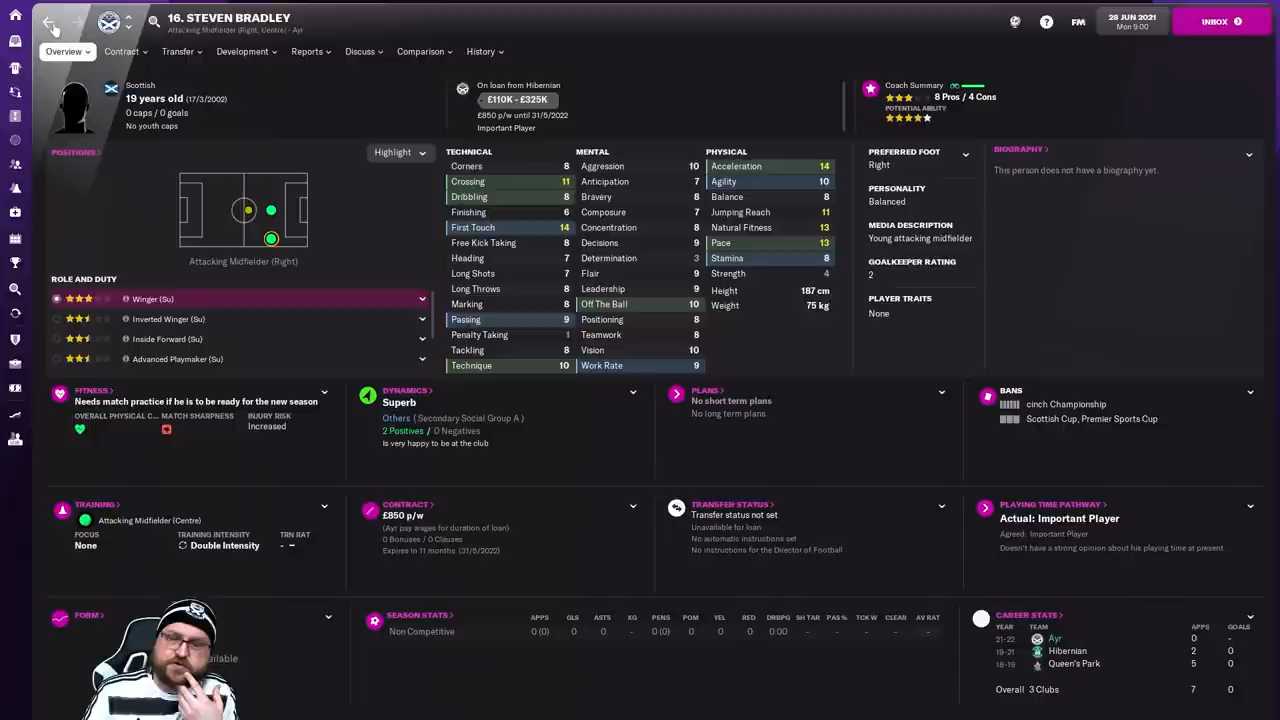 16. STEVEN BRADLEY
Attacking Midfielder (Right, Centre) - Ayr
FM
28 JUN 2021
Mon 9:00
INBOX
Overview
Contract
Transfer
Development
Reports
Discuss
Comparison
History
Scottish
19 years old (17/3/2002)
0 caps / 0 goals
No youth caps
On loan from Hibernian
£110K - £325K
£850 p/w until 31/5/2022
Important Player
Coach Summary
8 Pros / 4 Cons
POTENTIAL ABILITY
POSITIONS >
Highlight
Attacking Midfielder (Right)
ROLE AND DUTY
Winger (Su)
Inverted Winger (Su)
Inside Forward (Su)
Advanced Playmaker (Su)
TECHNICAL
Corners 8
Crossing 11
Dribbling 8
Finishing 6
First Touch 14
Free Kick Taking 8
Heading 7
Long Shots 7
Long Throws 8
Marking 8
Passing 9
Penalty Taking 1
Tackling 8
Technique 10
MENTAL
Aggression 10
Anticipation 7
Bravery 8
Composure 7
Concentration 8
Decisions 9
Determination 3
Flair 9
Leadership 9
Off The Ball 10
Positioning 8
Teamwork 8
Vision 10
Work Rate 9
PHYSICAL
Acceleration 14
Agility 10
Balance 8
Jumping Reach 11
Natural Fitness 13
Pace 13
Stamina 8
Strength 4
Height 187 cm
Weight 75 kg
PREFERRED FOOT
Right
PERSONALITY
Balanced
MEDIA DESCRIPTION
Young attacking midfielder
GOALKEEPER RATING
2
PLAYER TRAITS
None
BIOGRAPHY >
This person does not have a biography yet.
FITNESS >
Needs match practice if he is to be ready for the new season
OVERALL PHYSICAL C... MATCH SHARPNESS INJURY RISK
Increased
DYNAMICS >
Superb
Others ( Secondary Social Group A )
2 Positives / 0 Negatives
Is very happy to be at the club
PLANS >
No short term plans
No long term plans
BANS
cinch Championship
Scottish Cup, Premier Sports Cup
TRAINING >
Attacking Midfielder (Centre)
FOCUS TRAINING INTENSITY TRN RAT
None Double Intensity - -
CONTRACT >
£850 p/w
(Ayr pay wages for duration of loan)
0 Bonuses / 0 Clauses
Expires in 11 months (31/5/2022)
TRANSFER STATUS >
Transfer status not set
Unavailable for loan
No automatic instructions set
No instructions for the Director of Football
PLAYING TIME PATHWAY >
Actual: Important Player
Agreed: Important Player
Doesn't have a strong opinion about his playing time at present
FORM >
available
SEASON STATS > APPS GLS ASTS XG PENS POM YEL RED DRBPG SH TAR PAS % TCK W CLEAR AV RAT
Non Competitive 0 (0) 0 0 - 0 (0) 0 0 0 0.00 - - - - -
CAREER STATS >
YEAR TEAM APPS GOALS
21-22 Ayr 0 -
19-21 Hibernian 2 0
18-19 Queen's Park 5 0
Overall 3 Clubs 7 0